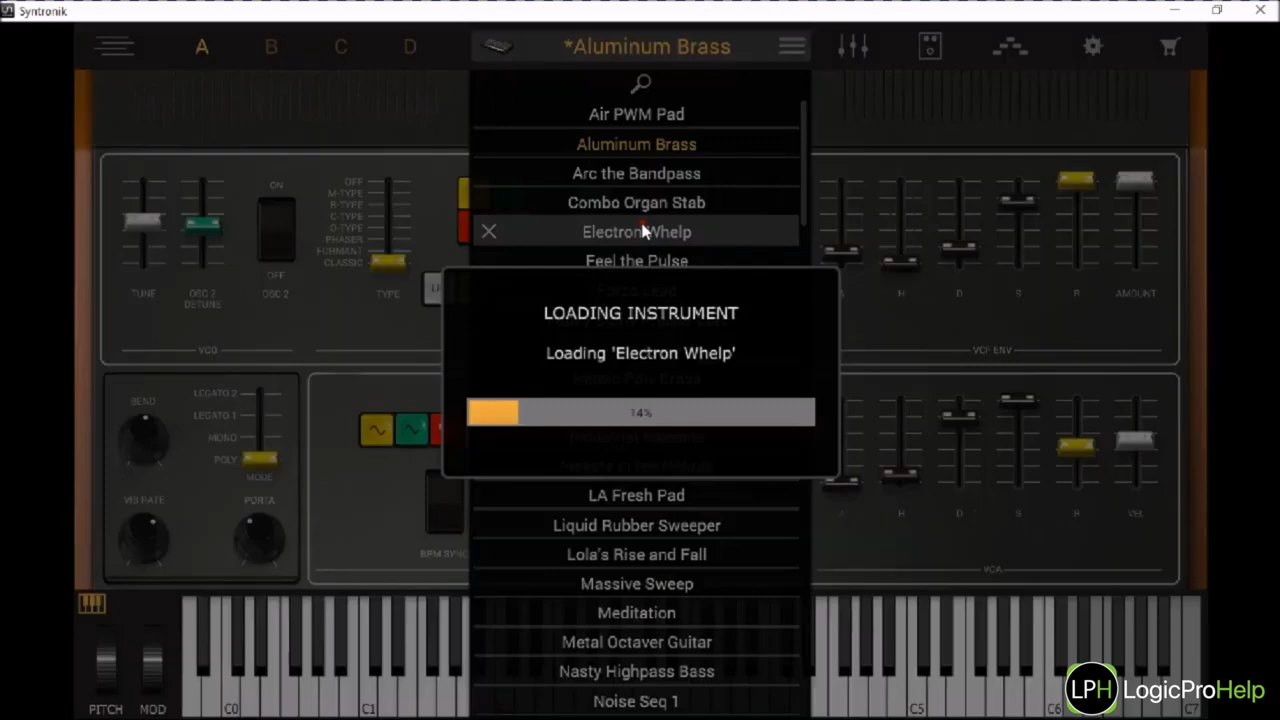 Syntronik
A B C D
*Aluminum Brass
Air PWM Pad
Aluminum Brass
Arc the Bandpass
Combo Organ Stab
Electron Whelp
Feel the Pulse
ON
OFF
OSC 2
TUNE
OSC 2
DETUNE
OFF
M-TYPE
R-TYPE
C-TYPE
O-TYPE
PHASER
FORMANT
CLASSIC
TYPE
VCO
LOADING INSTRUMENT
Loading 'Electron Whelp'
14%
H D S R AMOUNT
VCF ENV
BEND
LEGATO 2
LEGATO 1
MONO
POLY
MODE
VIB RATE
PORTA
BPM SYNC
H D S R VEL
VCA
LA Fresh Pad
Liquid Rubber Sweeper
Lola's Rise and Fall
Massive Sweep
Meditation
Metal Octaver Guitar
Nasty Highpass Bass
Noise Seq 1
PITCH MOD
C0 C1 C5 C6 C7
LPH LogicProHelp